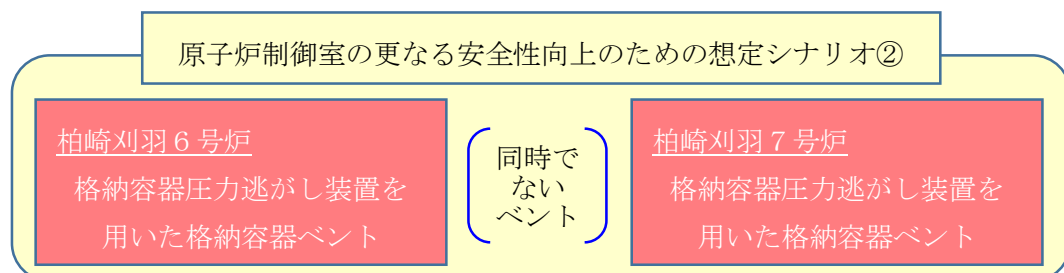 原子炉制御室の更なる安全性向上のための想定シナリオ②
柏崎刈羽６号炉
格納容器圧力逃がし装置を
用いた格納容器ベント
同時で
ない
ベント
柏崎刈羽７号炉
格納容器圧力逃がし装置を
用いた格納容器ベント